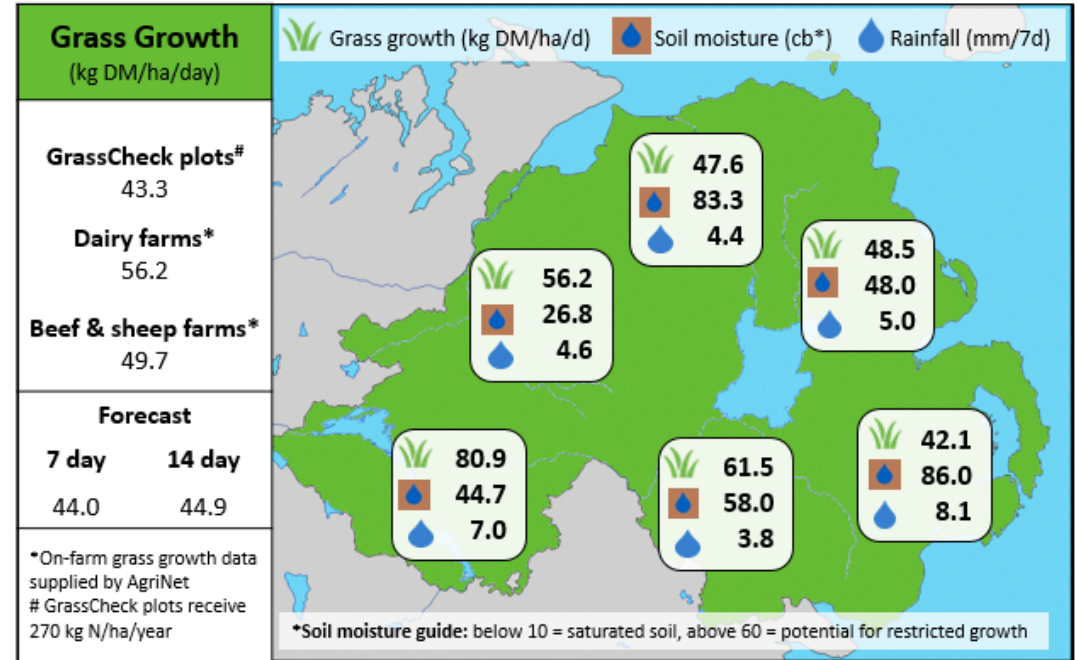 Grass Growth
(kg DM/ha/day)
GrassCheck plots#
43.3
Dairy farms*
56.2
Beef & sheep farms*
49.7
Forecast
7 day 14 day
44.0 44.9
*On-farm grass growth data
supplied by AgriNet
# GrassCheck plots receive
270 kg N/ha/year
Grass growth (kg DM/ha/d) Soil moisture (cb*) Rainfall (mm/7d)
47.6
83.3
4.4
48.5
48.0
5.0
56.2
26.8
4.6
80.9
44.7
7.0
61.5
58.0
3.8
42.1
86.0
8.1
*Soil moisture guide: below 10 = saturated soil, above 60 = potential for restricted growth